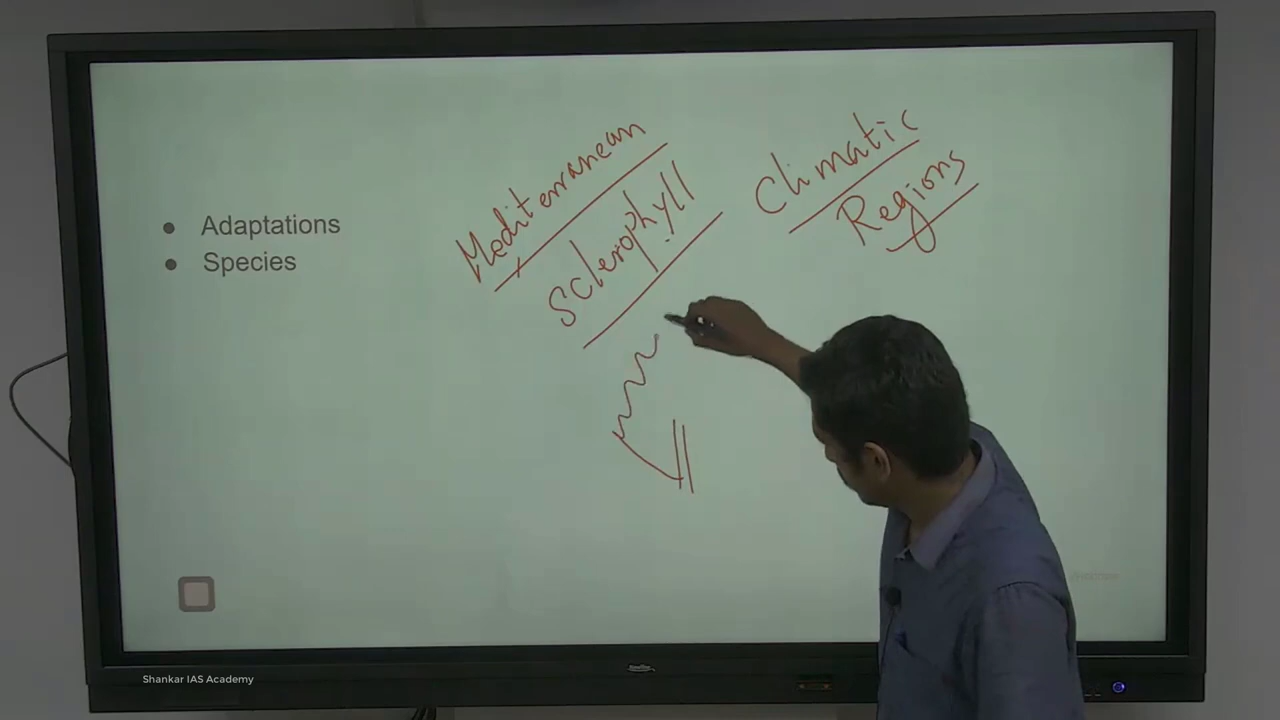 Mediterranean
Sclerophyll
Climatic
Regions
Adaptations
Species
Shankar IAS Academy